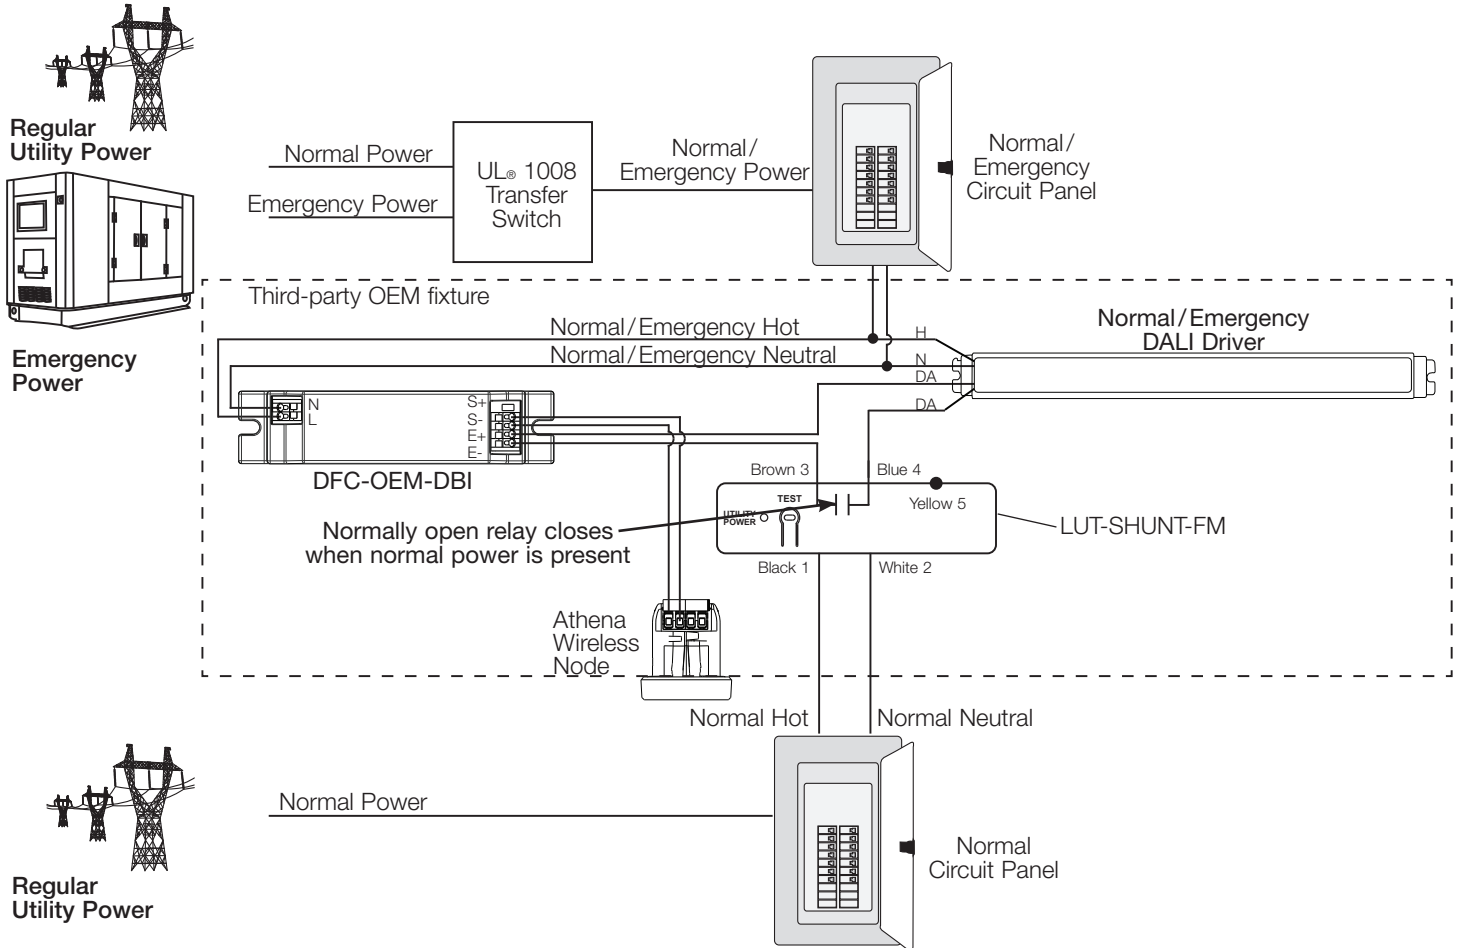 Regular
Utility Power
Normal Power
Emergency Power
UL® 1008
Transfer
Switch
Normal/
Emergency Power
Normal/
Emergency
Circuit Panel
Emergency
Power
Third-party OEM fixture
Normal/Emergency Hot
Normal/Emergency Neutral
H
N
DA
DA
Normal/Emergency
DALI Driver
N
L
S+
S-
E+
E-
DFC-OEM-DBI
Brown 3
Blue 4
TEST
Yellow 5
UTILITY
POWER
LUT-SHUNT-FM
Normally open relay closes
when normal power is present
Black 1
White 2
Athena
Wireless
Node
Normal Hot
Normal Neutral
Normal Power
Regular
Utility Power
Normal
Circuit Panel